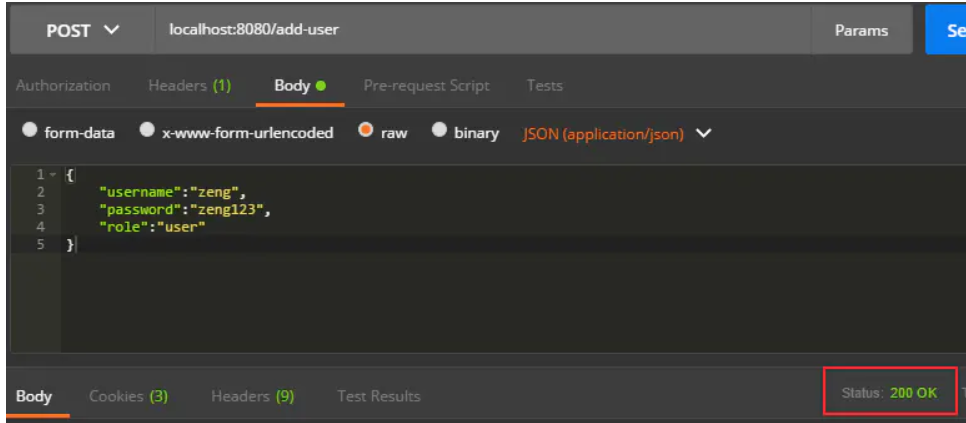 POST localhost:8080/add-user Params Se
Authorization Headers (1) Body Pre-request Script Tests
form-data x-www-form-urlencoded raw binary JSON (application/json)
1 {
2 "username":"zeng",
3 "password":"zeng123",
4 "role":"user"
5 }
Body Cookies (3) Headers (9) Test Results Status: 200 OK T